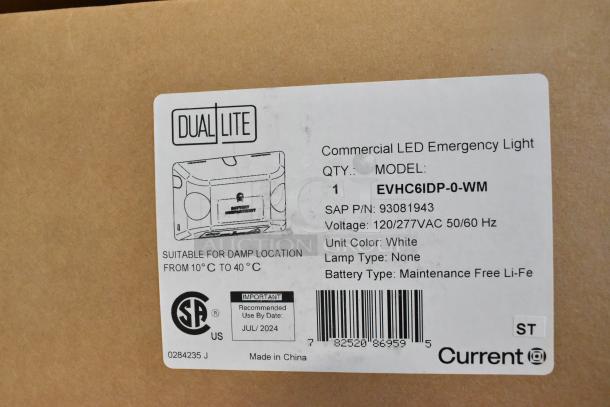 DUAL LITE
Commercial LED Emergency Light
QTY.: MODEL:
1 EVHC6IDP-0-WM
SAP P/N: 93081943
Voltage: 120/277VAC 50/60 Hz
Unit Color: White
Lamp Type: None
Battery Type: Maintenance Free Li-Fe
SUITABLE FOR DAMP LOCATION
FROM 10°C TO 40°C
SA ® US
IMPORTANT
Recommended
Use By Date:
JUL/ 2024
0284235 J
Made in China
7 82520 86959 5
ST
Current